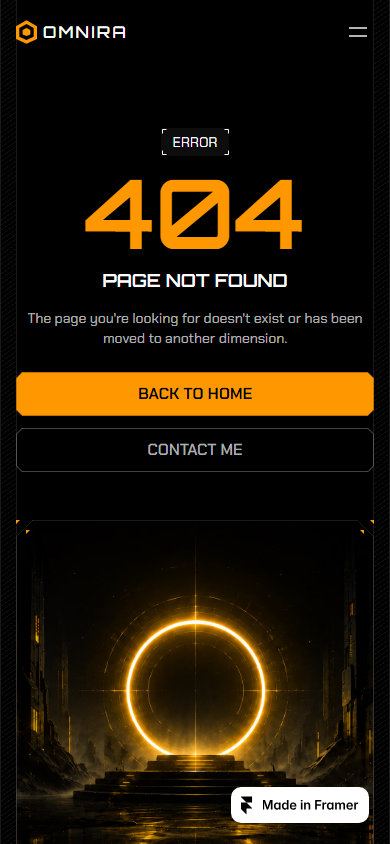 OMNIRA
ERROR
404
PAGE NOT FOUND
The page you're looking for doesn't exist or has been
moved to another dimension.
BACK TO HOME
CONTACT ME
Made in Framer